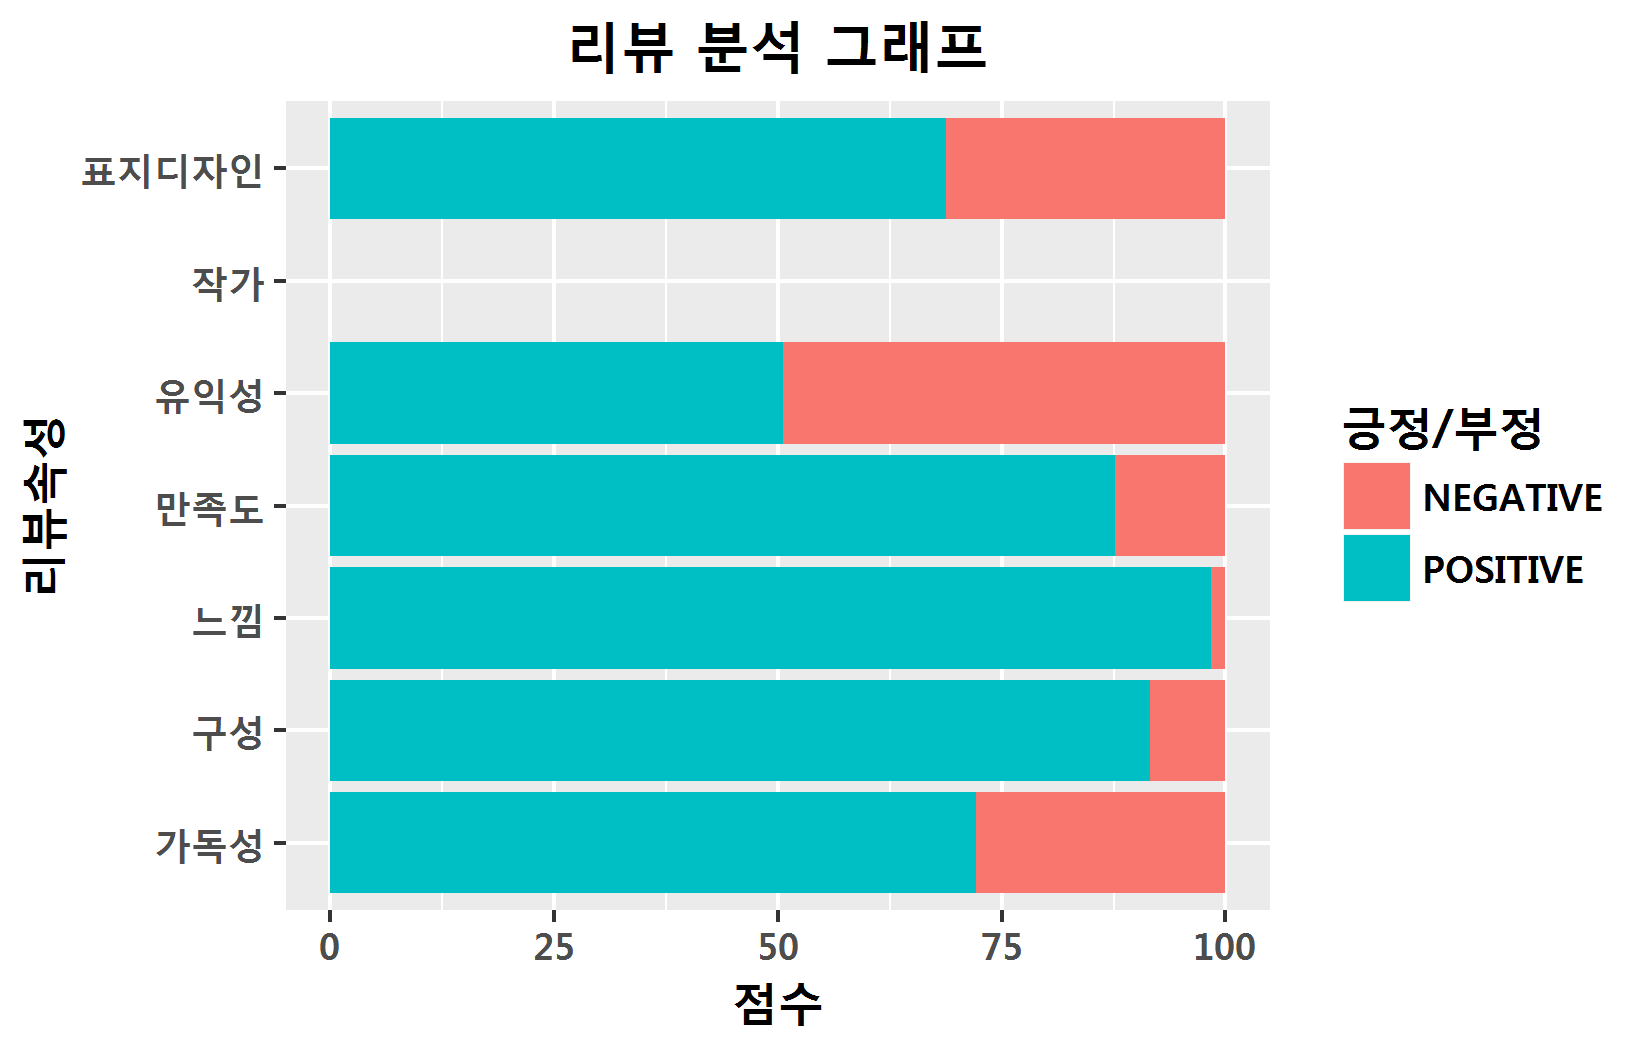 리뷰 분석 그래프
표지디자인
작가
유익성
만족도
느낌
구성
가독성
리뷰속성
0 25 50 75 100
점수
긍정/부정
NEGATIVE
POSITIVE